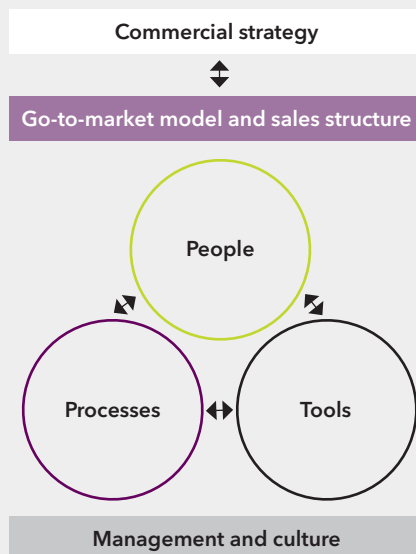 Commercial strategy
Go-to-market model and sales structure
People
Processes
Tools
Management and culture